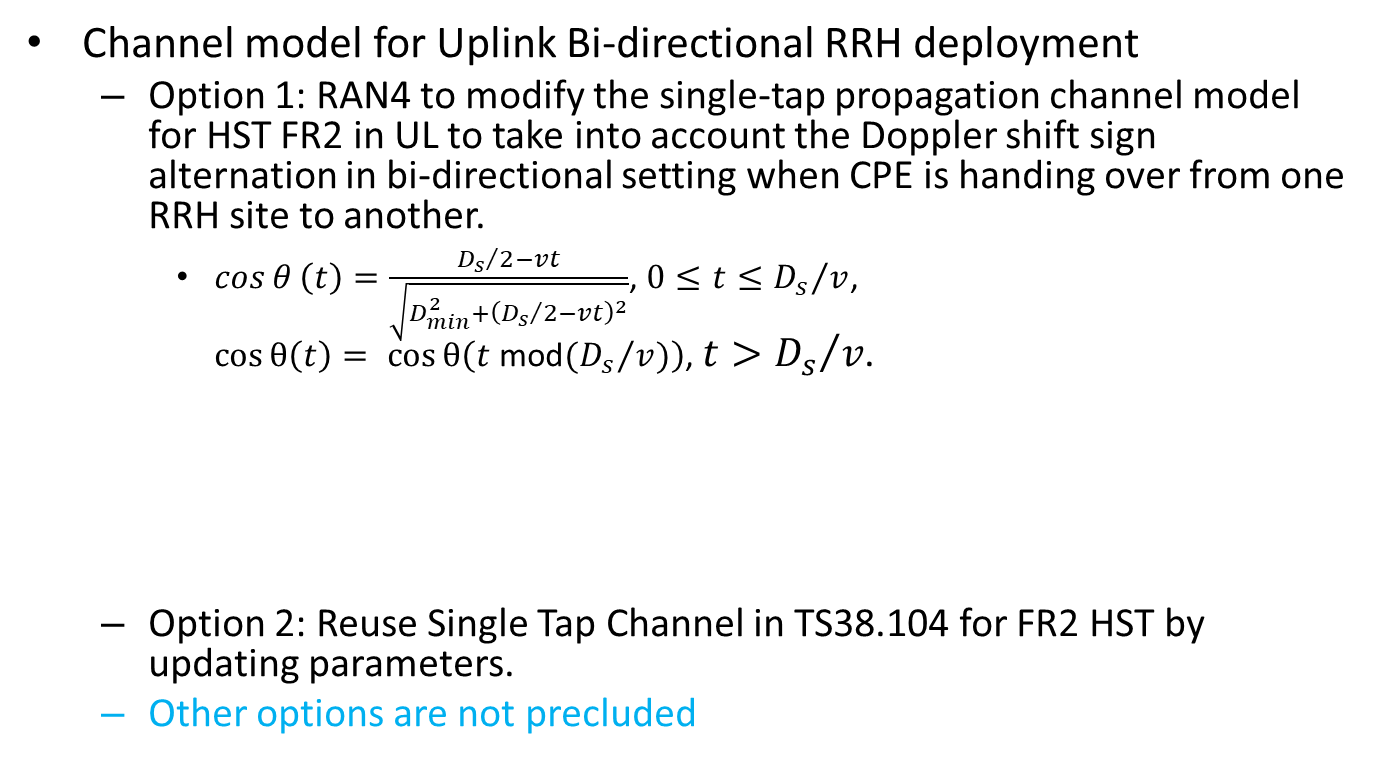 • Channel model for Uplink Bi-directional RRH deployment
– Option 1: RAN4 to modify the single-tap propagation channel model
for HST FR2 in UL to take into account the Doppler shift sign
alternation in bi-directional setting when CPE is handing over from one
RRH site to another.
• cos θ (t) = (D_s/2−vt) / √(D_min^2+(D_s/2−vt)^2), 0 ≤ t ≤ D_s/v,
cos θ(t) = cos θ(t mod(D_s/v)), t > D_s/v.
– Option 2: Reuse Single Tap Channel in TS38.104 for FR2 HST by
updating parameters.
– Other options are not precluded